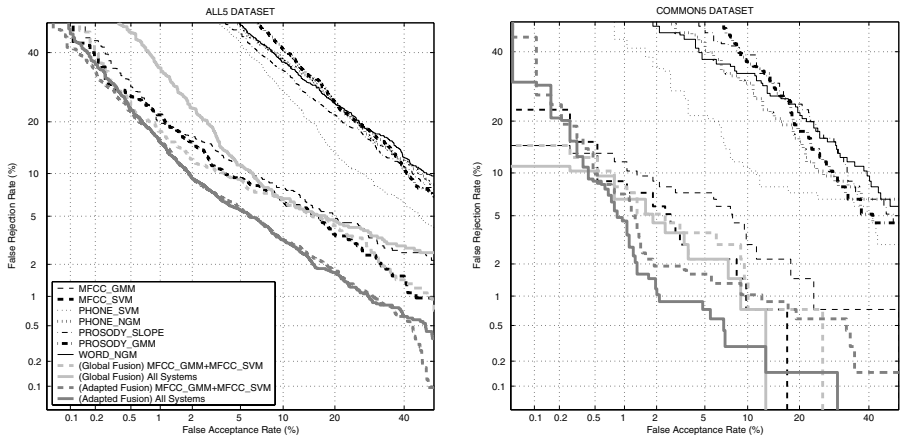 ALL5 DATASET
False Rejection Rate (%)
40
20
10
5
2
1
0.5
0.2
0.1
MFCC_GMM
MFCC_SVM
PHONE_SVM
PHONE_NGM
PROSODY_SLOPE
PROSODY_GMM
WORD_NGM
(Global Fusion) MFCC_GMM+MFCC_SVM
(Global Fusion) All Systems
(Adapted Fusion) MFCC_GMM+MFCC_SVM
(Adapted Fusion) All Systems
0.1 0.2 0.5 1 2 5 10 20 40
False Acceptance Rate (%)
COMMON5 DATASET
False Rejection Rate (%)
40
20
10
5
2
1
0.5
0.2
0.1
0.1 0.2 0.5 1 2 5 10 20 40
False Acceptance Rate (%)